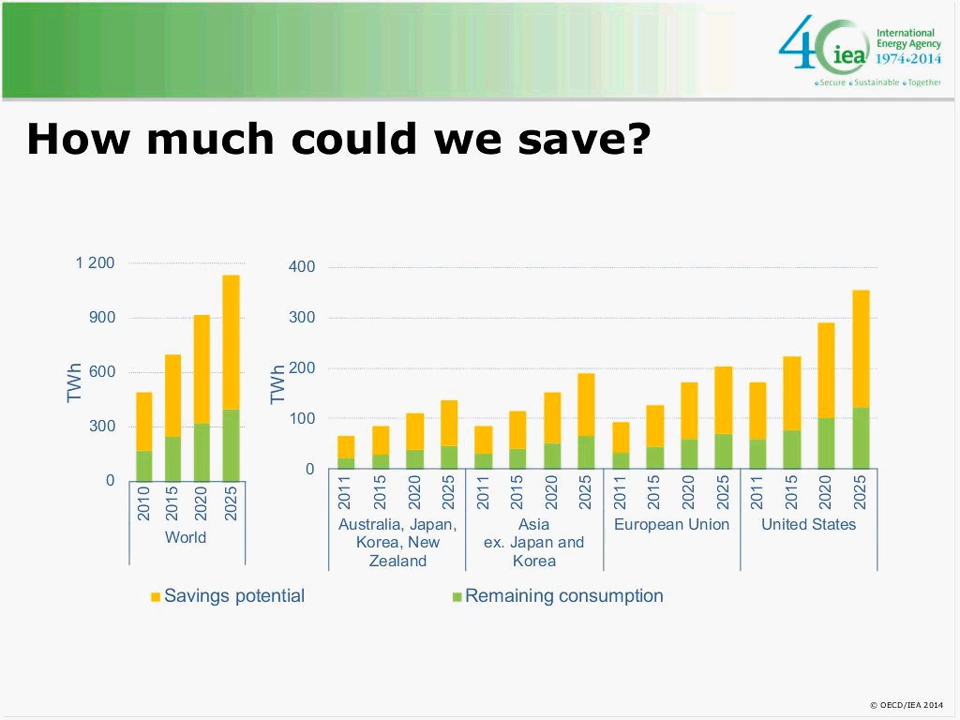 40 iea International
Energy Agency
1974•2014
•Secure •Sustainable •Together
How much could we save?
1 200
900
600
300
0
TWh
2010 2015 2020 2025
World
400
300
200
100
0
TWh
2011 2015 2020 2025 2011 2015 2020 2025 2011 2015 2020 2025 2011 2015 2020 2025
Australia, Japan,
Korea, New
Zealand
Asia
ex. Japan and
Korea
European Union
United States
Savings potential
Remaining consumption
© OECD/IEA 2014